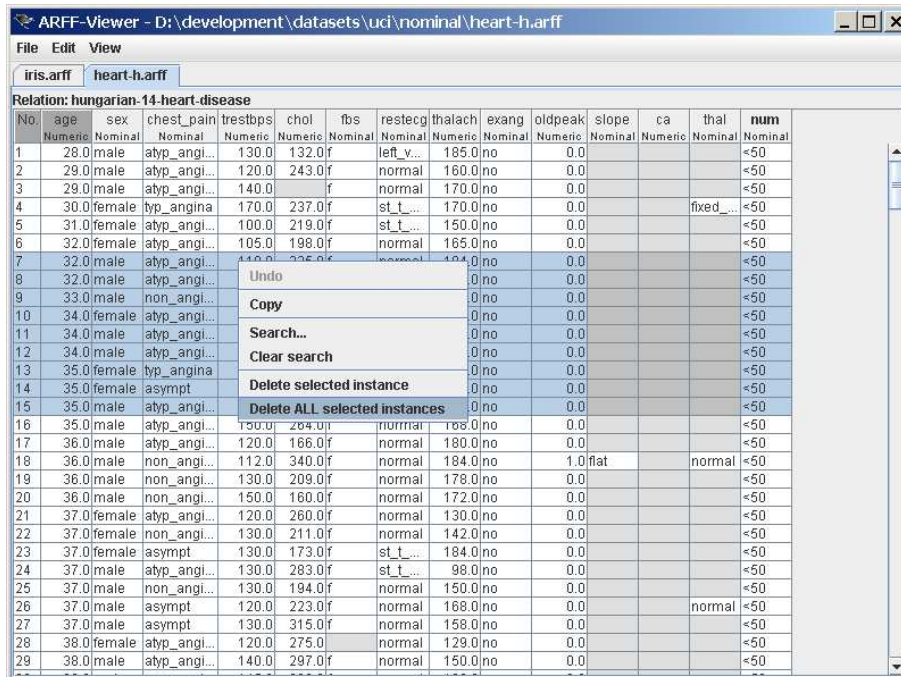 ARFF-Viewer - D:\development\datasets\uci\nominal\heart-h.arff
File Edit View
iris.arff heart-h.arff
Relation: hungarian-14-heart-disease
No. age sex chest_pain trestbps chol fbs restecg thalach exang oldpeak slope ca thal num
Numeric Nominal Nominal Numeric Numeric Nominal Nominal Numeric Nominal Numeric Nominal Numeric Nominal Nominal
1 28.0 male atyp_angi... 130.0 132.0 f left_v... 185.0 no 0.0 <50
2 29.0 male atyp_angi... 120.0 243.0 f normal 160.0 no 0.0 <50
3 29.0 male atyp_angi... 140.0 f normal 170.0 no 0.0 <50
4 30.0 female typ_angina 170.0 237.0 f st_t_... 170.0 no 0.0 fixed_... <50
5 31.0 female atyp_angi... 100.0 219.0 f st_t_... 150.0 no 0.0 <50
6 32.0 female atyp_angi... 105.0 198.0 f normal 165.0 no 0.0 <50
7 32.0 male atyp_angi... .0 no 0.0 <50
8 32.0 male atyp_angi... .0 no 0.0 <50
9 33.0 male non_angi... .0 no 0.0 <50
10 34.0 female atyp_angi... .0 no 0.0 <50
11 34.0 male atyp_angi... .0 no 0.0 <50
12 34.0 male atyp_angi... .0 no 0.0 <50
13 35.0 female typ_angina .0 no 0.0 <50
14 35.0 female asympt .0 no 0.0 <50
15 35.0 male atyp_angi... .0 no 0.0 <50
Undo
Copy
Search...
Clear search
Delete selected instance
Delete ALL selected instances
16 35.0 male atyp_angi... 150.0 264.0 f normal 168.0 no 0.0 <50
17 36.0 male atyp_angi... 120.0 166.0 f normal 180.0 no 0.0 <50
18 36.0 male non_angi... 112.0 340.0 f normal 184.0 no 1.0 flat normal <50
19 36.0 male non_angi... 130.0 209.0 f normal 178.0 no 0.0 <50
20 36.0 male non_angi... 150.0 160.0 f normal 172.0 no 0.0 <50
21 37.0 female atyp_angi... 120.0 260.0 f normal 130.0 no 0.0 <50
22 37.0 female non_angi... 130.0 211.0 f normal 142.0 no 0.0 <50
23 37.0 female asympt 130.0 173.0 f st_t_... 184.0 no 0.0 <50
24 37.0 male atyp_angi... 130.0 283.0 f st_t_... 98.0 no 0.0 <50
25 37.0 male non_angi... 130.0 194.0 f normal 150.0 no 0.0 <50
26 37.0 male asympt 120.0 223.0 f normal 168.0 no 0.0 normal <50
27 37.0 male asympt 130.0 315.0 f normal 158.0 no 0.0 <50
28 38.0 female atyp_angi... 120.0 275.0 normal 129.0 no 0.0 <50
29 38.0 male atyp_angi... 140.0 297.0 f normal 150.0 no 0.0 <50